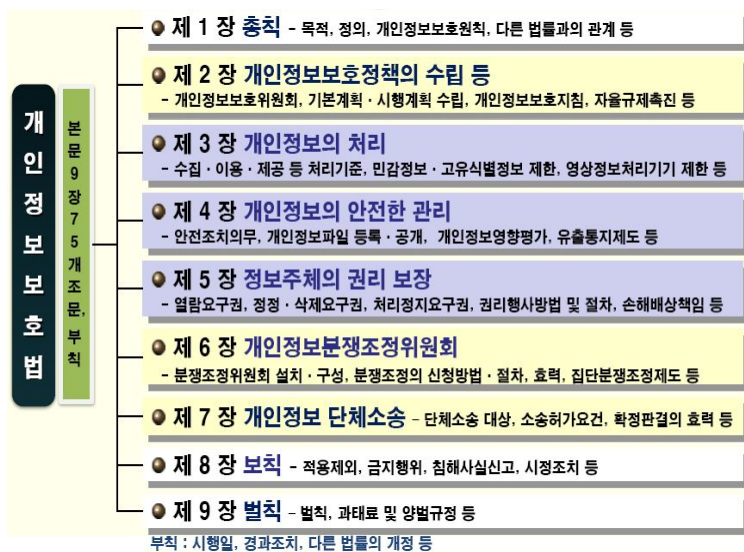 개인정보보호법
본문9장75개조문, 부칙
제 1 장 총칙 - 목적, 정의, 개인정보보호원칙, 다른 법률과의 관계 등
제 2 장 개인정보보호정책의 수립 등
- 개인정보보호위원회, 기본계획 · 시행계획 수립, 개인정보보호지침, 자율규제촉진 등
제 3 장 개인정보의 처리
- 수집 · 이용 · 제공 등 처리기준, 민감정보 · 고유식별정보 제한, 영상정보처리기기 제한 등
제 4 장 개인정보의 안전한 관리
- 안전조치의무, 개인정보파일 등록 · 공개, 개인정보영향평가, 유출통지제도 등
제 5 장 정보주체의 권리 보장
- 열람요구권, 정정 · 삭제요구권, 처리정지요구권, 권리행사방법 및 절차, 손해배상책임 등
제 6 장 개인정보분쟁조정위원회
- 분쟁조정위원회 설치 · 구성, 분쟁조정의 신청방법 · 절차, 효력, 집단분쟁조정제도 등
제 7 장 개인정보 단체소송 - 단체소송 대상, 소송허가요건, 확정판결의 효력 등
제 8 장 보칙 - 적용제외, 금지행위, 침해사실신고, 시정조치 등
제 9 장 벌칙 - 벌칙, 과태료 및 양벌규정 등
부칙 : 시행일, 경과조치, 다른 법률의 개정 등